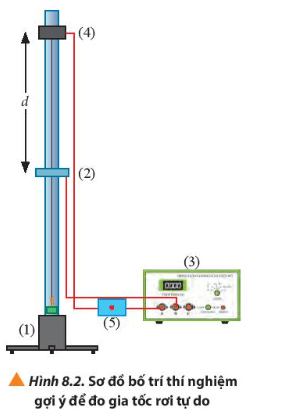 (4)
d
(2)
(3)
0.000
A
B
C
(1)
(5)
Hình 8.2. Sơ đồ bố trí thí nghiệm
gợi ý để đo gia tốc rơi tự do